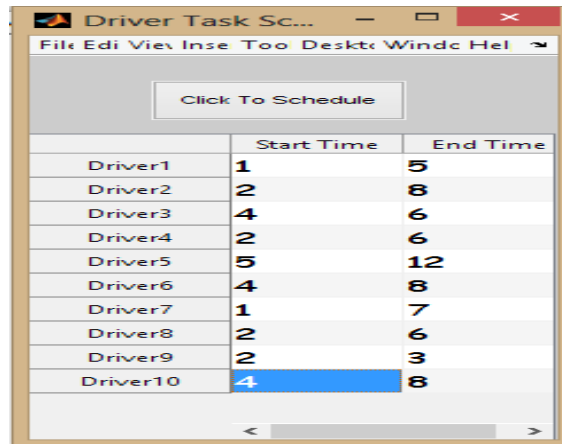 Driver Task Sc...
File Edi Viev Inse Too Deskt Windc Hel
Click To Schedule
Start Time End Time
Driver1 1 5
Driver2 2 8
Driver3 4 6
Driver4 2 6
Driver5 5 12
Driver6 4 8
Driver7 1 7
Driver8 2 6
Driver9 2 3
Driver10 4 8